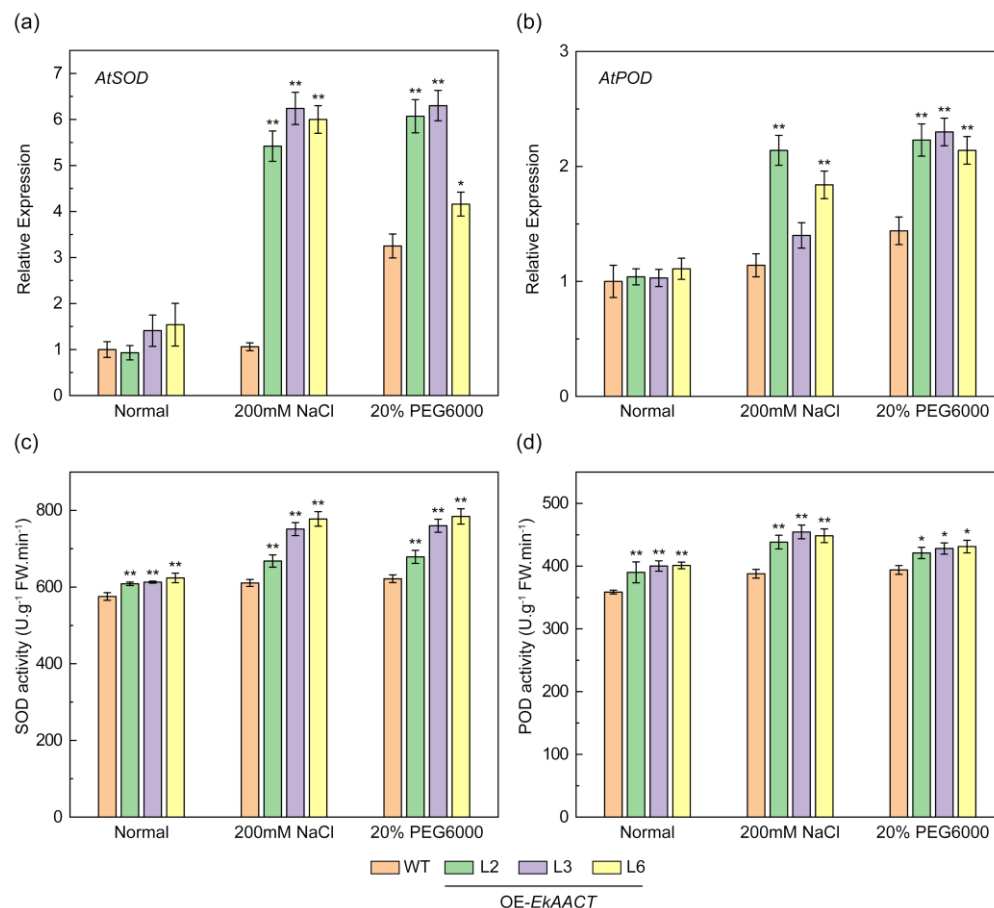 (a)
AtSOD
Relative Expression
7
6
5
4
3
2
1
0
** ** **
** ** *
Normal 200mM NaCl 20% PEG6000
(b)
AtPOD
Relative Expression
3
2
1
0
** **
** ** **
Normal 200mM NaCl 20% PEG6000
(c)
SOD activity (U.g⁻¹ FW.min⁻¹)
800
600
400
200
0
** ** **
** ** **
** ** **
Normal 200mM NaCl 20% PEG6000
(d)
POD activity (U.g⁻¹ FW.min⁻¹)
500
400
300
200
100
0
** ** **
** ** **
* * *
Normal 200mM NaCl 20% PEG6000
WT L2 L3 L6
OE-EkAACT